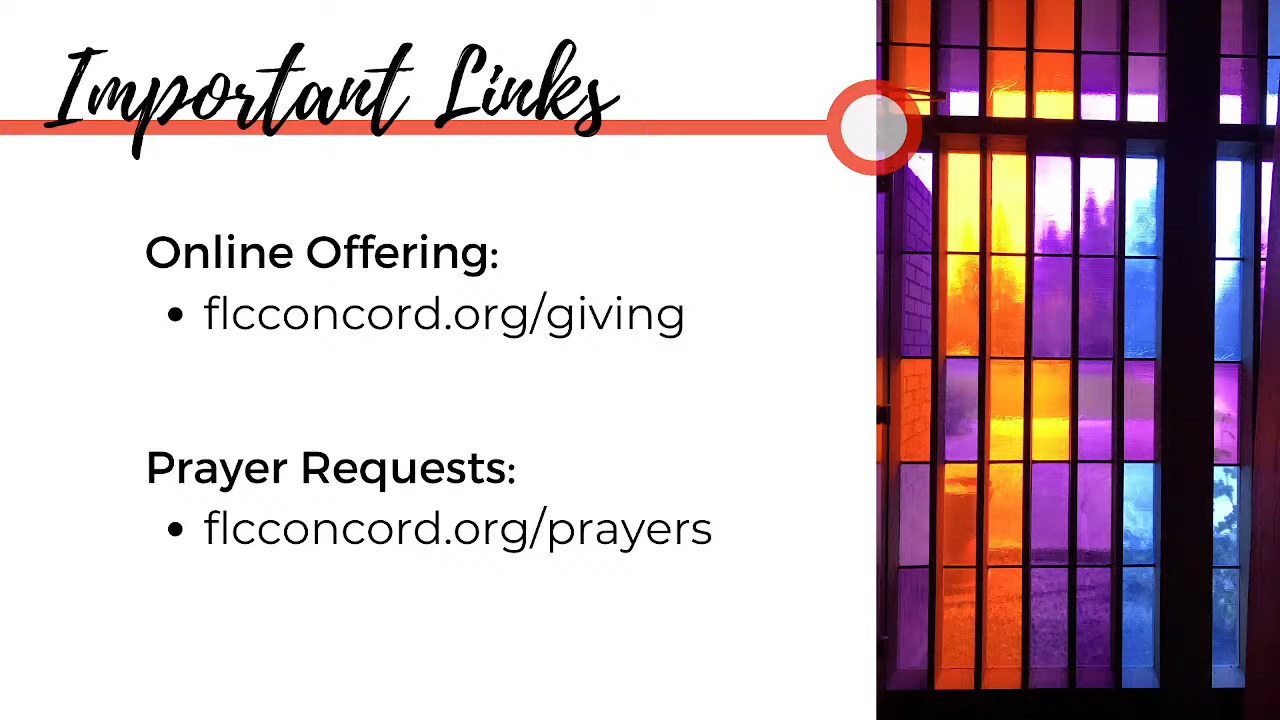 Important Links
Online Offering:
• flcconcord.org/giving
Prayer Requests:
• flcconcord.org/prayers